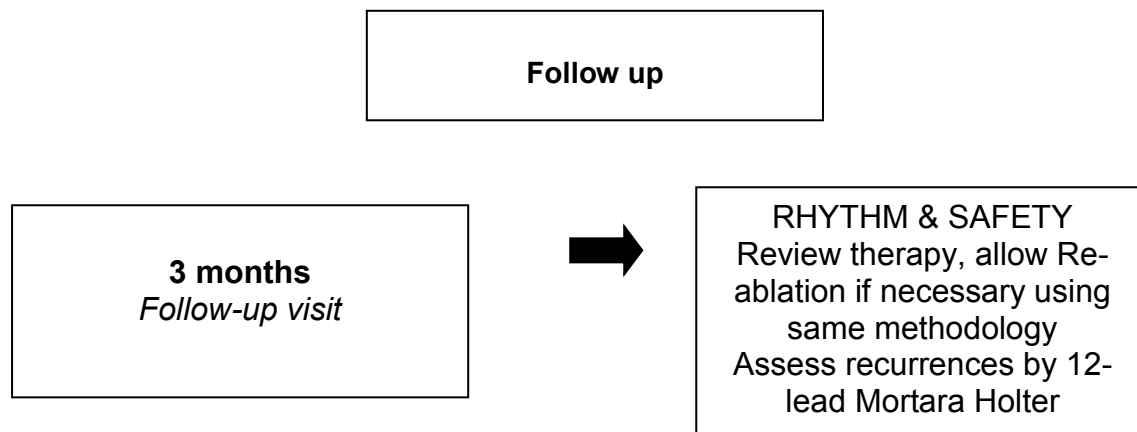 Follow up
3 months
Follow-up visit
RHYTHM & SAFETY
Review therapy, allow Re-
ablation if necessary using
same methodology
Assess recurrences by 12-
lead Mortara Holter